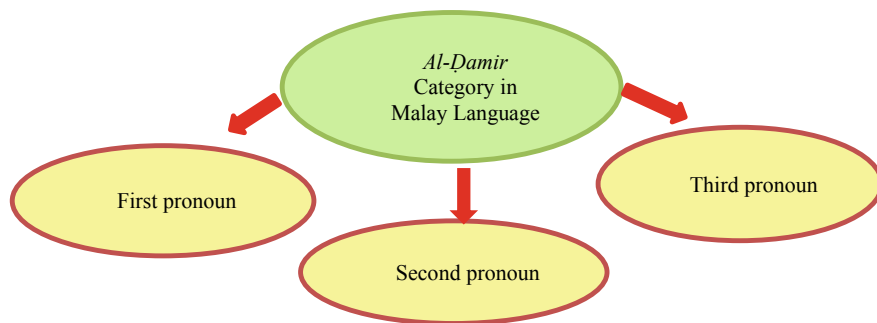 Al-Ḍamir
Category in
Malay Language
First pronoun
Second pronoun
Third pronoun